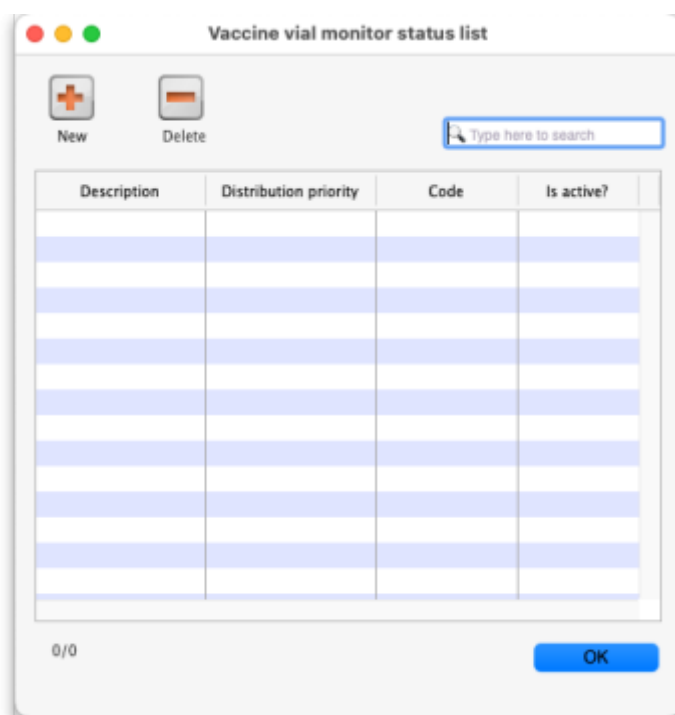 Vaccine vial monitor status list
New Delete
Type here to search
Description Distribution priority Code Is active?
0/0 OK